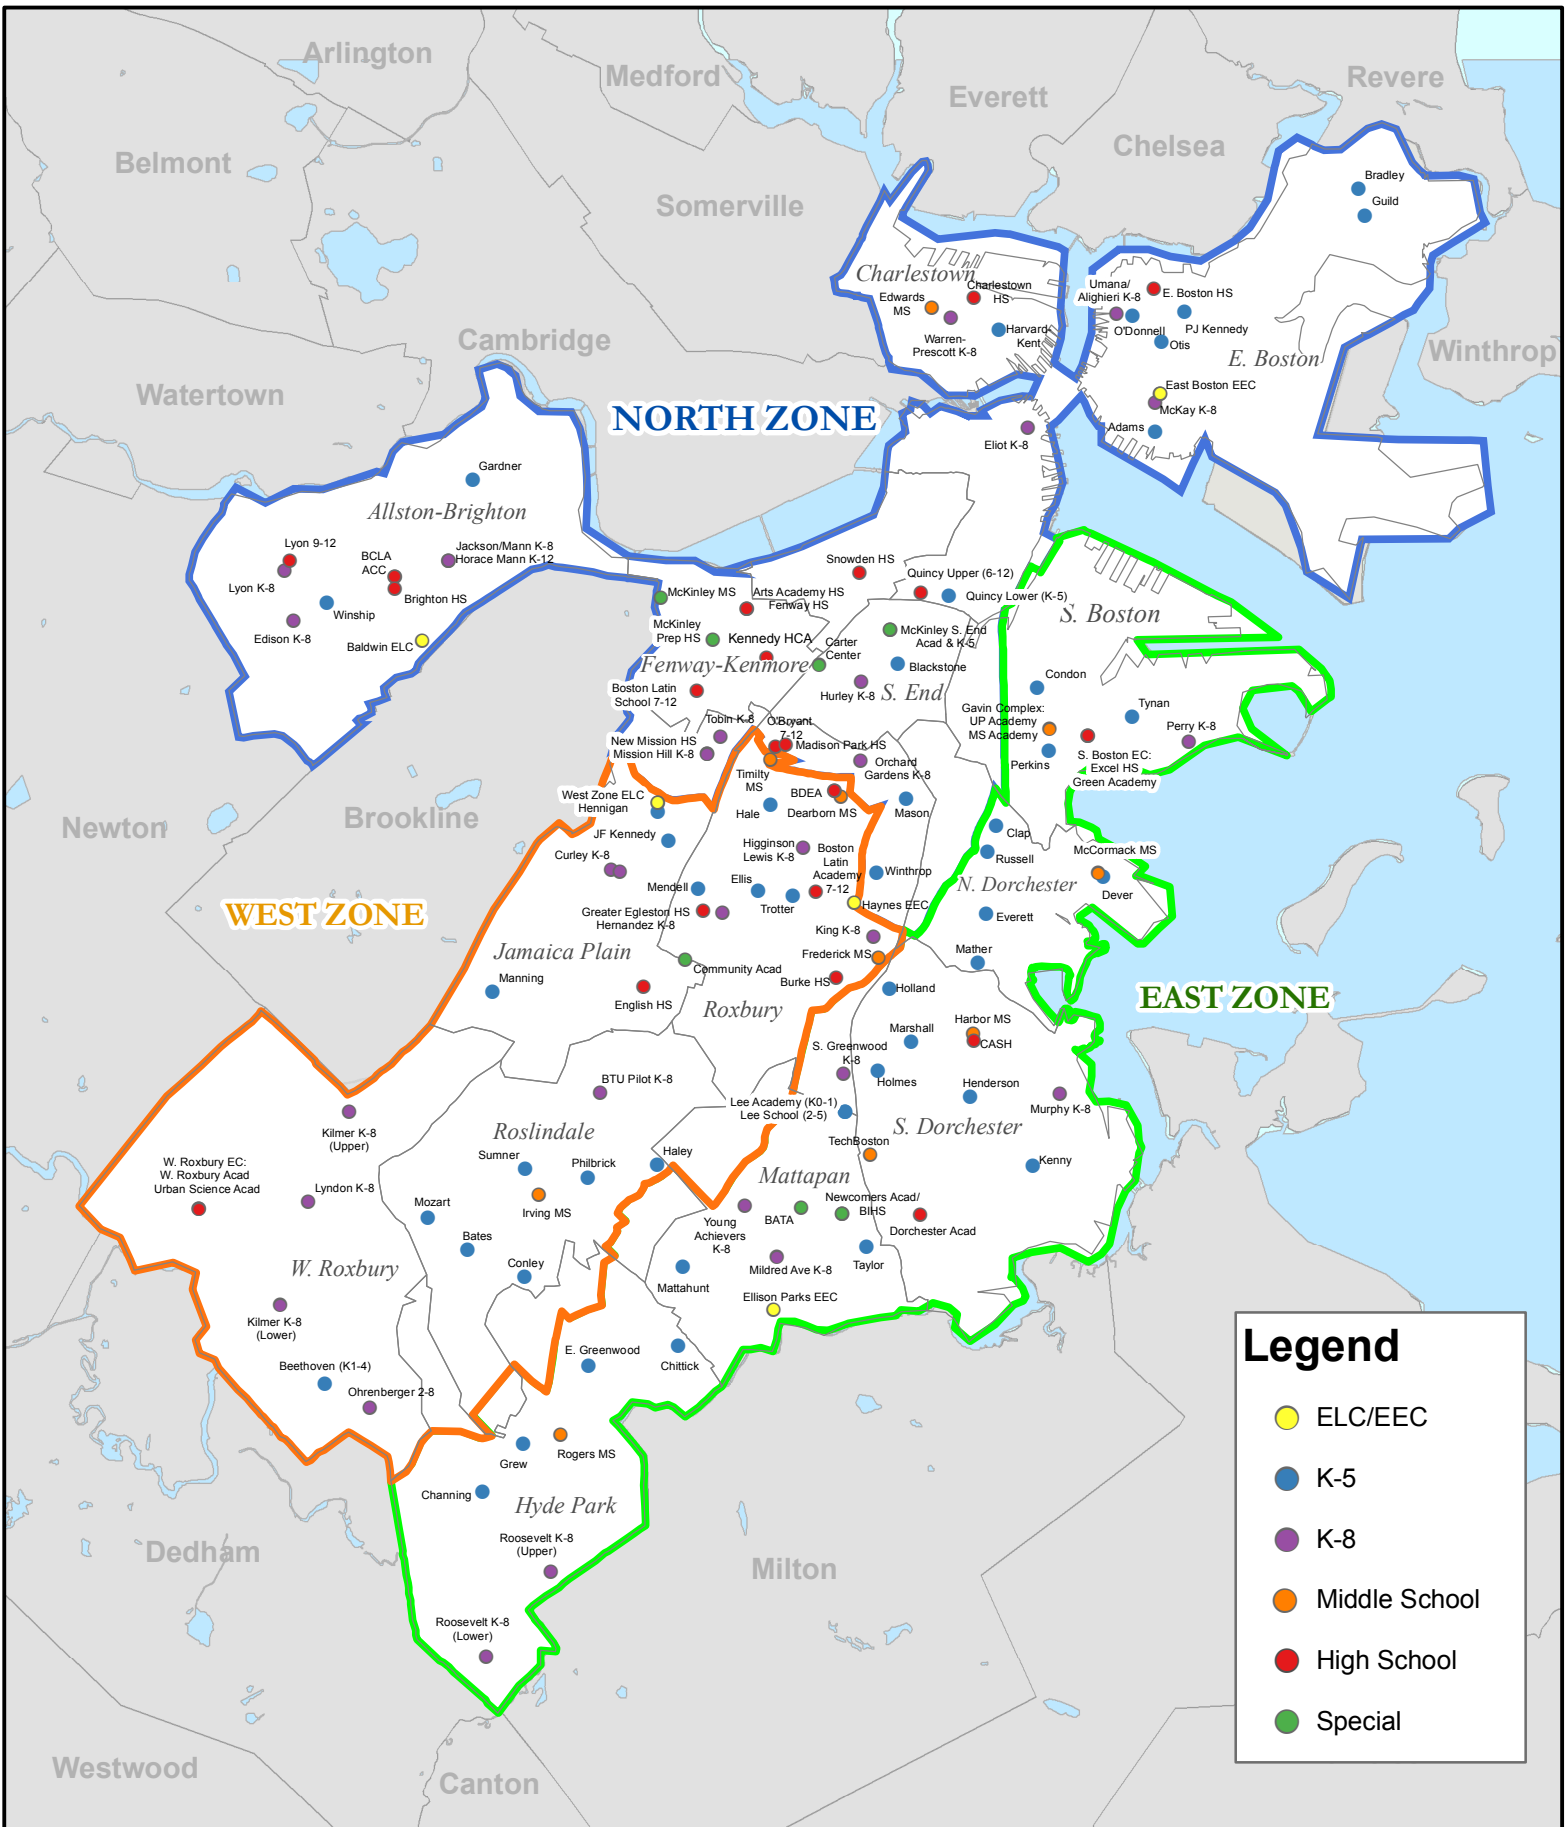 Arlington
Medford
Revere
Everett
Chelsea
Belmont
Bradley
Guild
Somerville
Charlestown
Charlestown
HS
Edwards
MS
Warren-
Prescott K-8
Harvard-
Kent
Umana/
Alighieri K-8
E. Boston HS
O'Donnell
PJ Kennedy
Otis
E. Boston
Winthrop
East Boston EEC
McKay K-8
Adams
Cambridge
Watertown
NORTH ZONE
Eliot K-8
Gardner
Allston-Brighton
Lyon 9-12
BCLA
ACC
Jackson/Mann K-8
Horace Mann K-12
Lyon K-8
Brighton HS
Winship
Edison K-8
Baldwin ELC
Snowden HS
Quincy Upper (6-12)
Quincy Lower (K-5)
McKinley MS
Arts Academy HS
Fenway HS
McKinley
Prep HS
Kennedy HCA
Carter
Center
McKinley S. End
Acad & K-5
Fenway-Kenmore
Blackstone
S. End
Hurley K-8
Boston Latin
School 7-12
S. Boston
Condon
Tynan
Gavin Complex:
UP Academy
MS Academy
Perry K-8
Perkins
S. Boston EC:
Excel HS
Green Academy
Tobin K-8
O'Bryant
7-12
New Mission HS
Mission Hill K-8
Madison Park HS
Orchard
Gardens K-8
Timilty
MS
West Zone ELC
Hennigan
BDEA
Dearborn MS
Hale
Mason
Newton
Brookline
JF Kennedy
Clap
Curley K-8
Higginson
Lewis K-8
Boston
Latin
Academy
7-12
Russell
McCormack MS
Winthrop
Mendell
Ellis
Trotter
N. Dorchester
Dever
Haynes EEC
WEST ZONE
Greater Egleston HS
Hernandez K-8
Everett
King K-8
Jamaica Plain
Frederick MS
Mather
Community Acad
Manning
Burke HS
Holland
English HS
Roxbury
EAST ZONE
Marshall
Harbor MS
CASH
S. Greenwood
K-8
Holmes
Henderson
BTU Pilot K-8
Lee Academy (K0-1)
Lee School (2-5)
Murphy K-8
Kilmer K-8
(Upper)
Roslindale
S. Dorchester
TechBoston
Sumner
Philbrick
Haley
Kenny
W. Roxbury EC:
W. Roxbury Acad
Urban Science Acad
Mattapan
Lyndon K-8
Mozart
Irving MS
Newcomers Acad/
BIHS
Young
Achievers
K-8
BATA
Dorchester Acad
Bates
W. Roxbury
Conley
Mildred Ave K-8
Taylor
Mattahunt
Ellison Parks EEC
Kilmer K-8
(Lower)
E. Greenwood
Chittick
Beethoven (K1-4)
Ohrenberger 2-8
Rogers MS
Grew
Channing
Hyde Park
Roosevelt K-8
(Upper)
Dedham
Milton
Roosevelt K-8
(Lower)
Westwood
Canton
Legend
ELC/EEC
K-5
K-8
Middle School
High School
Special